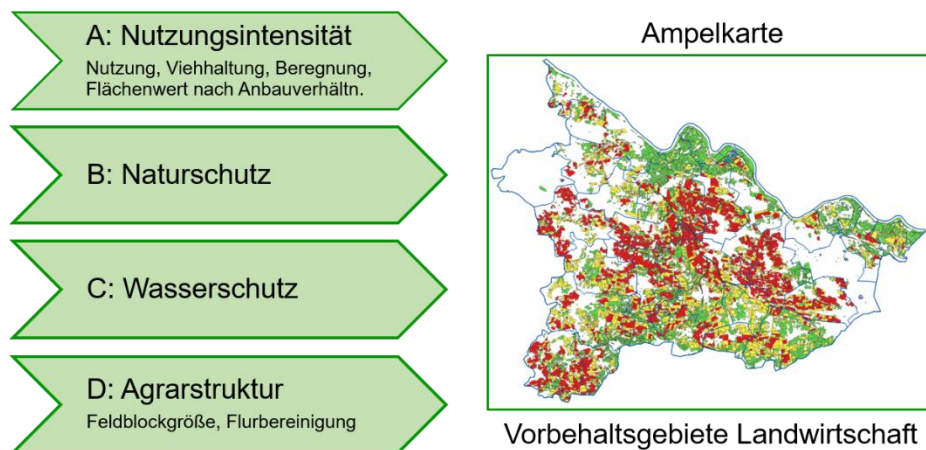 A: Nutzungsintensität
Nutzung, Viehhaltung, Beregnung,
Flächenwert nach Anbauverhältn.
B: Naturschutz
C: Wasserschutz
D: Agrarstruktur
Feldblockgröße, Flurbereinigung
Ampelkarte
Vorbehaltsgebiete Landwirtschaft